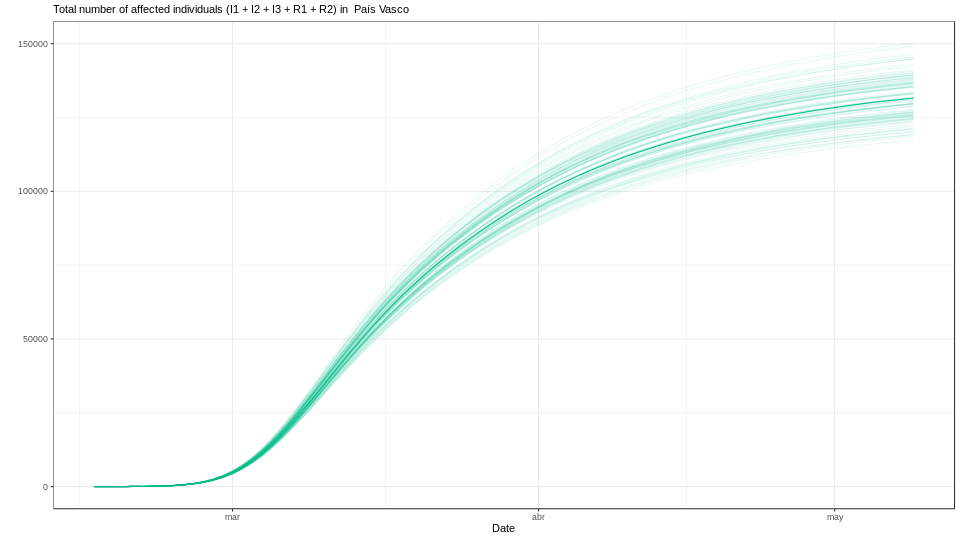 Total number of affected individuals (I1 + I2 + I3 + R1 + R2) in  País Vasco
150000
100000
50000
0
mar abr may
Date